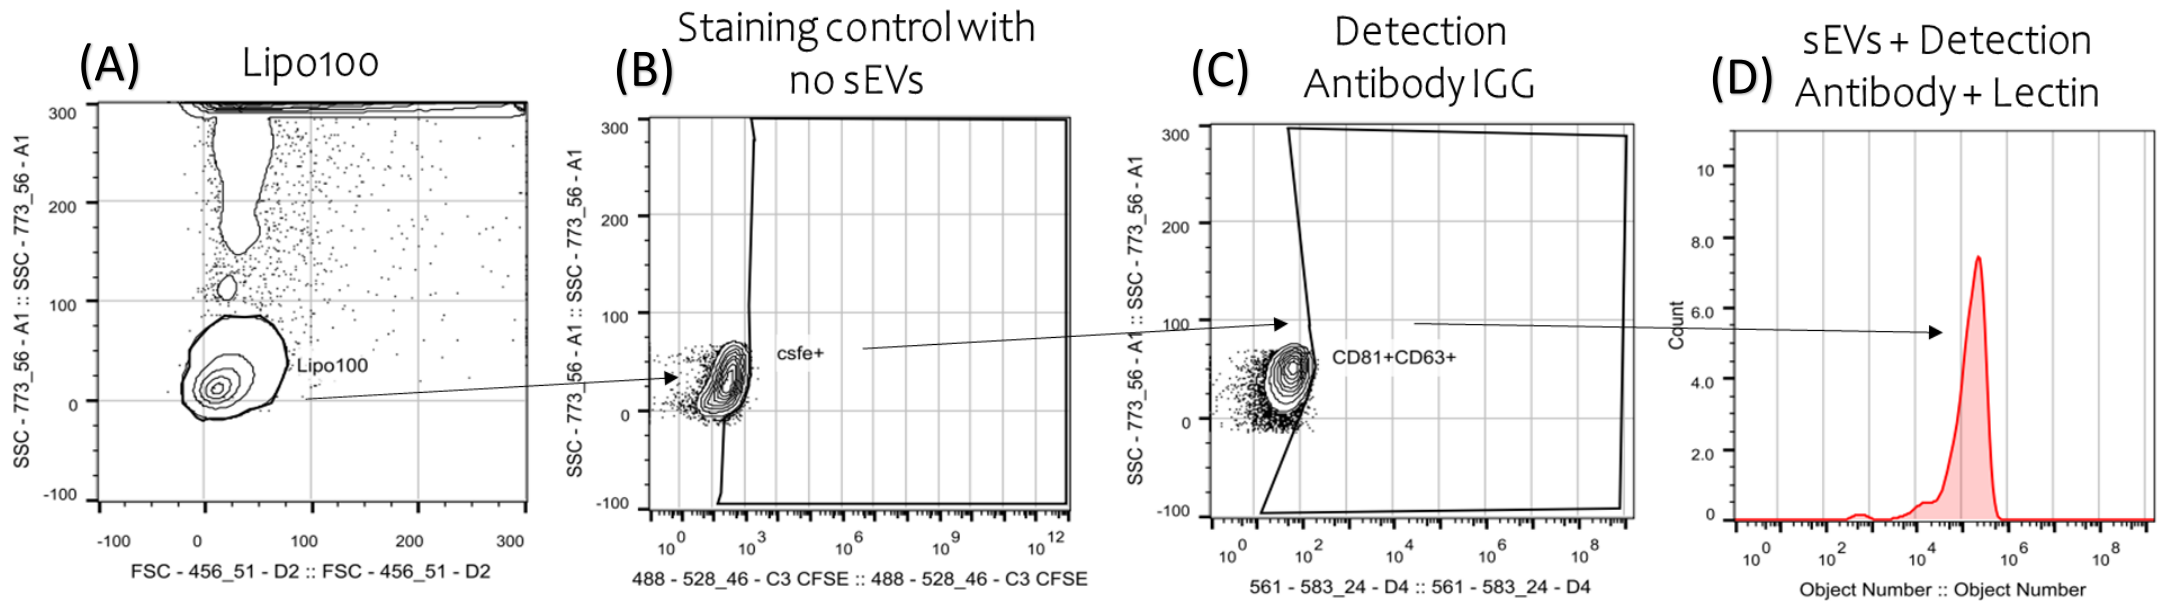 (A)
Lipo100
300
200
100
0
-100
SSC - 773_56 - A1 :: SSC - 773_56 - A1
Lipo100
-100 0 100 200 300
FSC - 456_51 - D2 :: FSC - 456_51 - D2
(B)
Staining control with
no sEVs
300
200
100
0
-100
SSC - 773_56 - A1 :: SSC - 773_56 - A1
csfe+
10 0 10 3 10 6 10 9 10 12
488 - 528_46 - C3 CFSE :: 488 - 528_46 - C3 CFSE
(C)
Detection
Antibody IGG
300
200
100
0
-100
SSC - 773_56 - A1 :: SSC - 773_56 - A1
CD81+CD63+
10 0 10 2 10 4 10 6 10 8
561 - 583_24 - D4 :: 561 - 583_24 - D4
(D)
sEVs + Detection
Antibody + Lectin
10
8.0
6.0
4.0
2.0
0
Count
10 0 10 2 10 4 10 6 10 8
Object Number :: Object Number